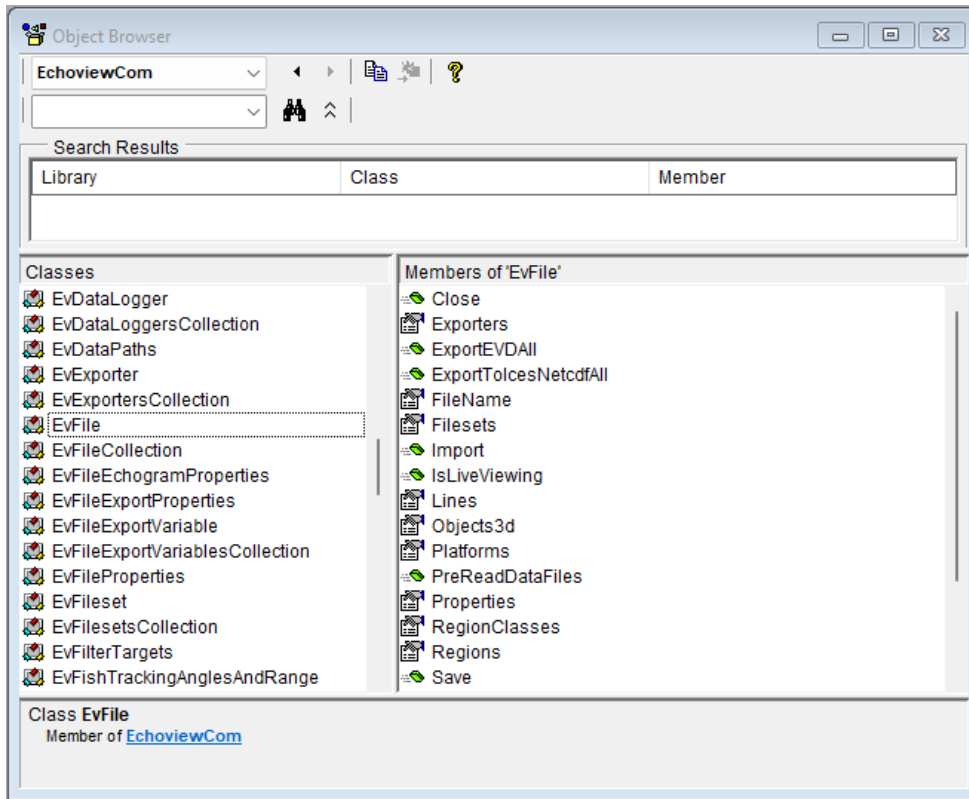 Object Browser
EchoviewCom
Search Results
Library Class Member
Classes
EvDataLogger
EvDataLoggersCollection
EvDataPaths
EvExporter
EvExportersCollection
EvFile
EvFileCollection
EvFileEchogramProperties
EvFileExportProperties
EvFileExportVariable
EvFileExportVariablesCollection
EvFileProperties
EvFileset
EvFilesetsCollection
EvFilterTargets
EvFishTrackingAnglesAndRange
Members of 'EvFile'
Close
Exporters
ExportEVDAll
ExportToIcesNetcdfAll
FileName
Filesets
Import
IsLiveViewing
Lines
Objects3d
Platforms
PreReadDataFiles
Properties
RegionClasses
Regions
Save
Class EvFile
Member of EchoviewCom